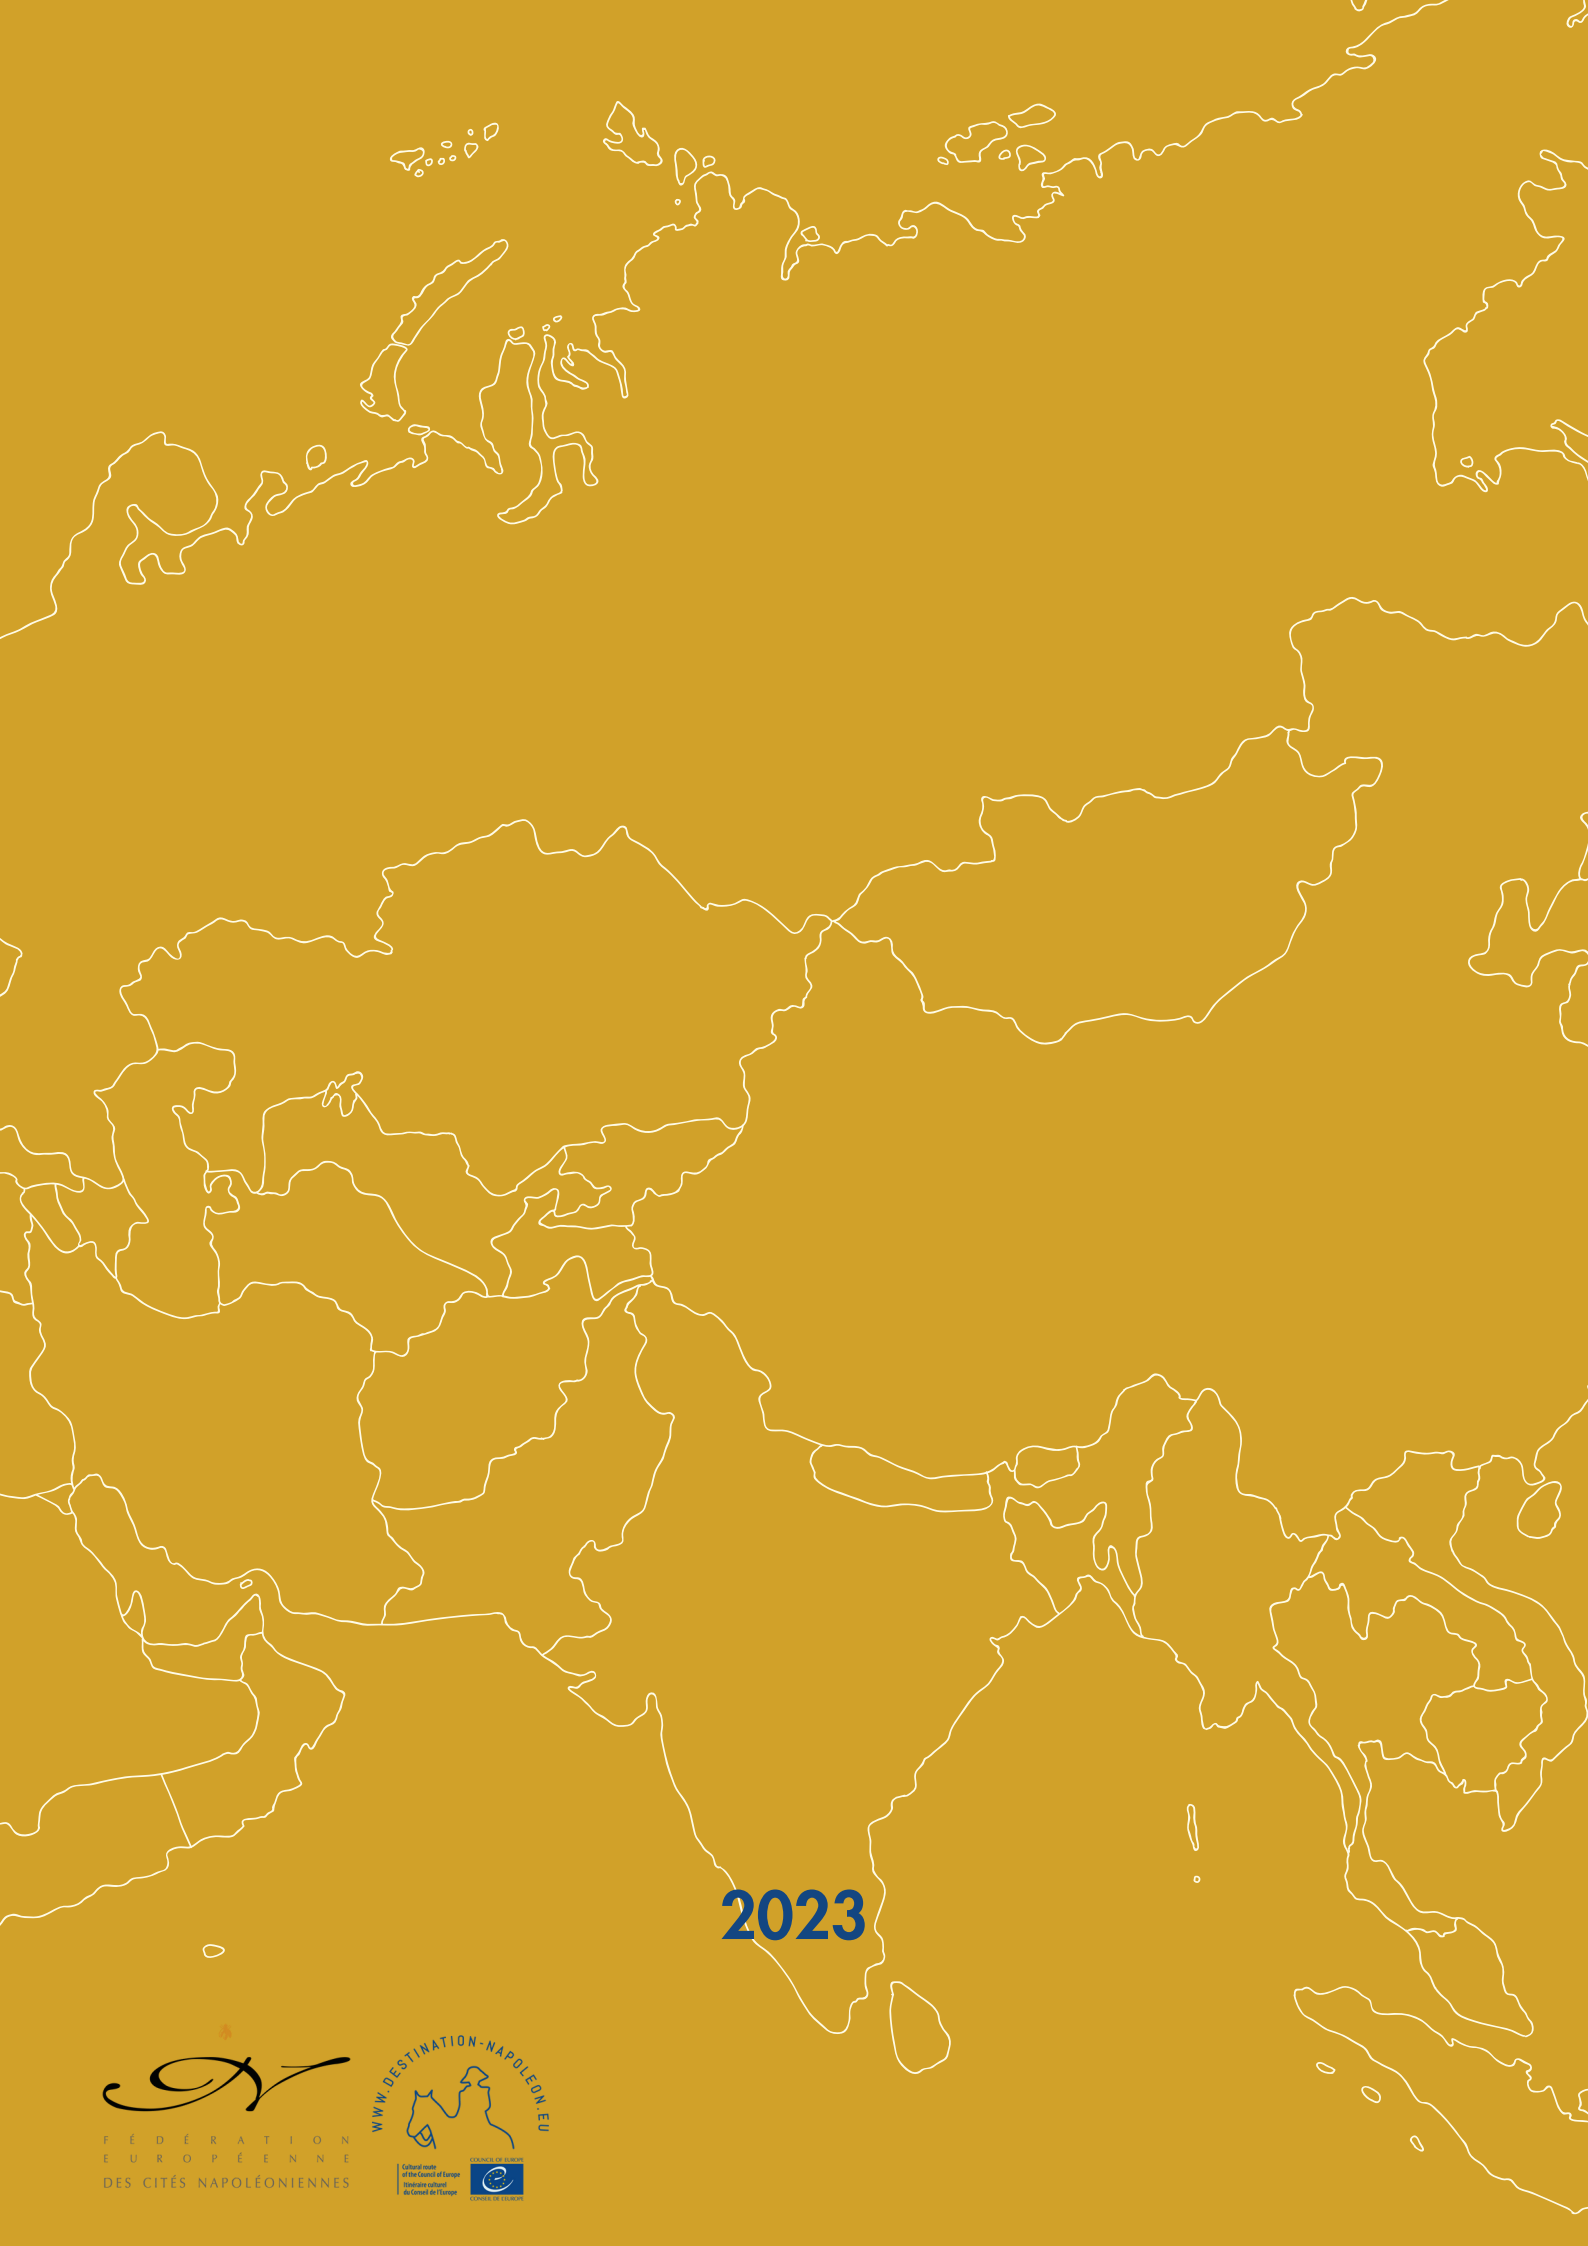 2023
WWW.DESTINATION-NAPOLEON.EU
FÉDÉRATION
EUROPÉENNE
DES CITÉS NAPOLÉONIENNES
COUNCIL OF EUROPE
Cultural route
of the Council of Europe
Itinéraire culturel
du Conseil de l'Europe
CONSEIL DE L'EUROPE